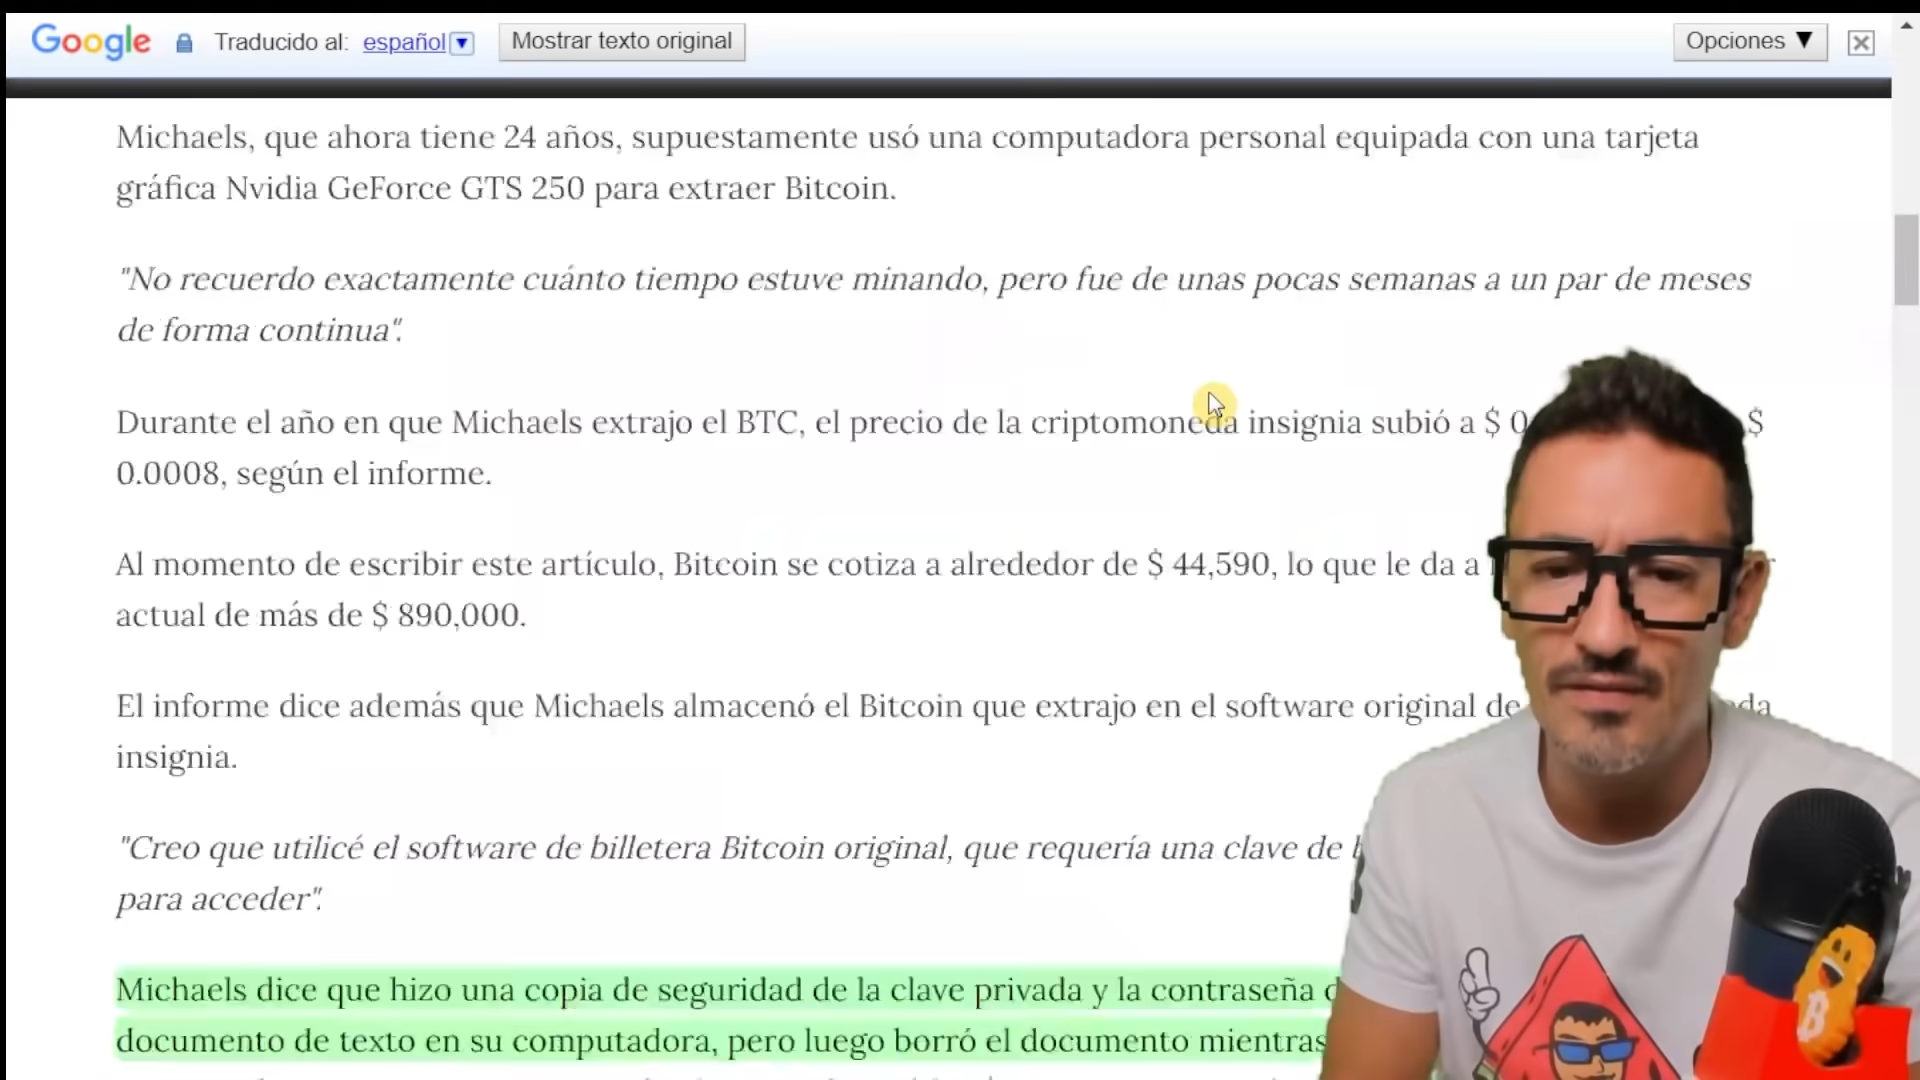 Google Traducido al: español Mostrar texto original Opciones ▼
Michaels, que ahora tiene 24 años, supuestamente usó una computadora personal equipada con una tarjeta
gráfica Nvidia GeForce GTS 250 para extraer Bitcoin.
"No recuerdo exactamente cuánto tiempo estuve minando, pero fue de unas pocas semanas a un par de meses
de forma continua".
Durante el año en que Michaels extrajo el BTC, el precio de la criptomoneda insignia subió a $ 0 $
0.0008, según el informe.
Al momento de escribir este artículo, Bitcoin se cotiza a alrededor de $ 44,590, lo que le da a
actual de más de $ 890,000.
El informe dice además que Michaels almacenó el Bitcoin que extrajo en el software original de
insignia.
"Creo que utilicé el software de billetera Bitcoin original, que requería una clave de
para acceder".
Michaels dice que hizo una copia de seguridad de la clave privada y la contraseña
documento de texto en su computadora, pero luego borró el documento mientras